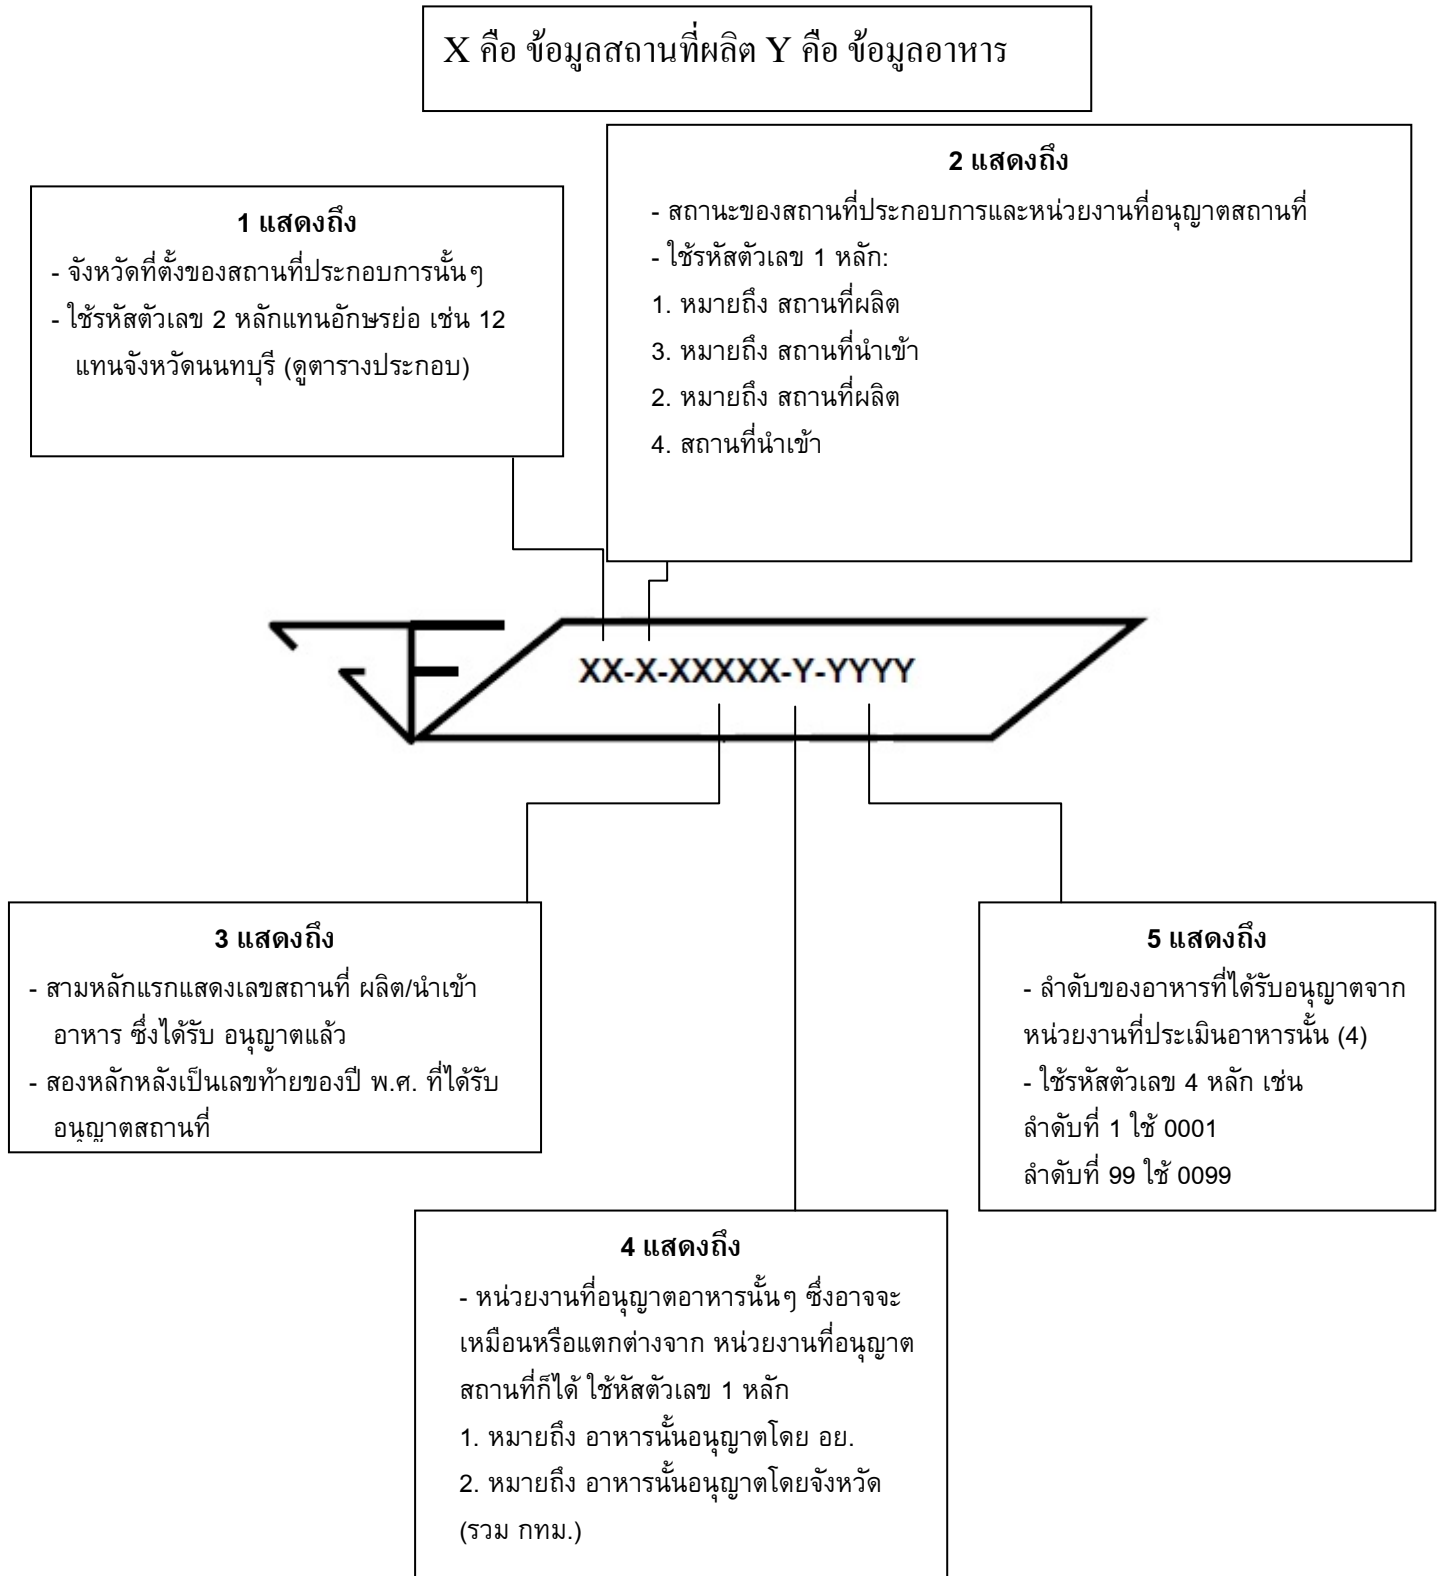 X คือ ข้อมูลสถานที่ผลิต Y คือ ข้อมูลอาหาร
1 แสดงถึง
- จังหวัดที่ตั้งของสถานที่ประกอบการนั้นๆ
- ใช้รหัสตัวเลข 2 หลักแทนอักษรย่อ เช่น 12
แทนจังหวัดนนทบุรี (ดูตารางประกอบ)
2 แสดงถึง
- สถานะของสถานที่ประกอบการและหน่วยงานที่อนุญาตสถานที่
- ใช้รหัสตัวเลข 1 หลัก:
1. หมายถึง สถานที่ผลิต
3. หมายถึง สถานที่นำเข้า
2. หมายถึง สถานที่ผลิต
4. สถานที่นำเข้า
XX-X-XXXXX-Y-YYYY
3 แสดงถึง
- สามหลักแรกแสดงเลขสถานที่ ผลิต/นำเข้า
อาหาร ซึ่งได้รับ อนุญาตแล้ว
- สองหลักหลังเป็นเลขท้ายของปี พ.ศ. ที่ได้รับ
อนุญาตสถานที่
5 แสดงถึง
- ลำดับของอาหารที่ได้รับอนุญาตจาก
หน่วยงานที่ประเมินอาหารนั้น (4)
- ใช้รหัสตัวเลข 4 หลัก เช่น
ลำดับที่ 1 ใช้ 0001
ลำดับที่ 99 ใช้ 0099
4 แสดงถึง
- หน่วยงานที่อนุญาตอาหารนั้นๆ ซึ่งอาจจะ
เหมือนหรือแตกต่างจาก หน่วยงานที่อนุญาต
สถานที่ก็ได้ ใช้หัสตัวเลข 1 หลัก
1. หมายถึง อาหารนั้นอนุญาตโดย อย.
2. หมายถึง อาหารนั้นอนุญาตโดยจังหวัด
(รวม กทม.)